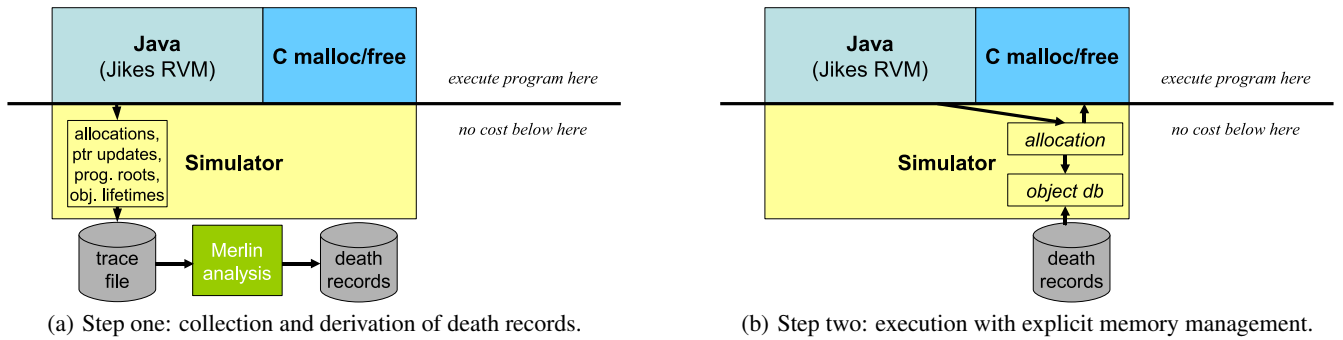 Java
(Jikes RVM)
C malloc/free
execute program here
no cost below here
allocations,
ptr updates,
prog. roots,
obj. lifetimes
Simulator
trace
file
Merlin
analysis
death
records
(a) Step one: collection and derivation of death records.
Java
(Jikes RVM)
C malloc/free
execute program here
no cost below here
allocation
Simulator
object db
death
records
(b) Step two: execution with explicit memory management.